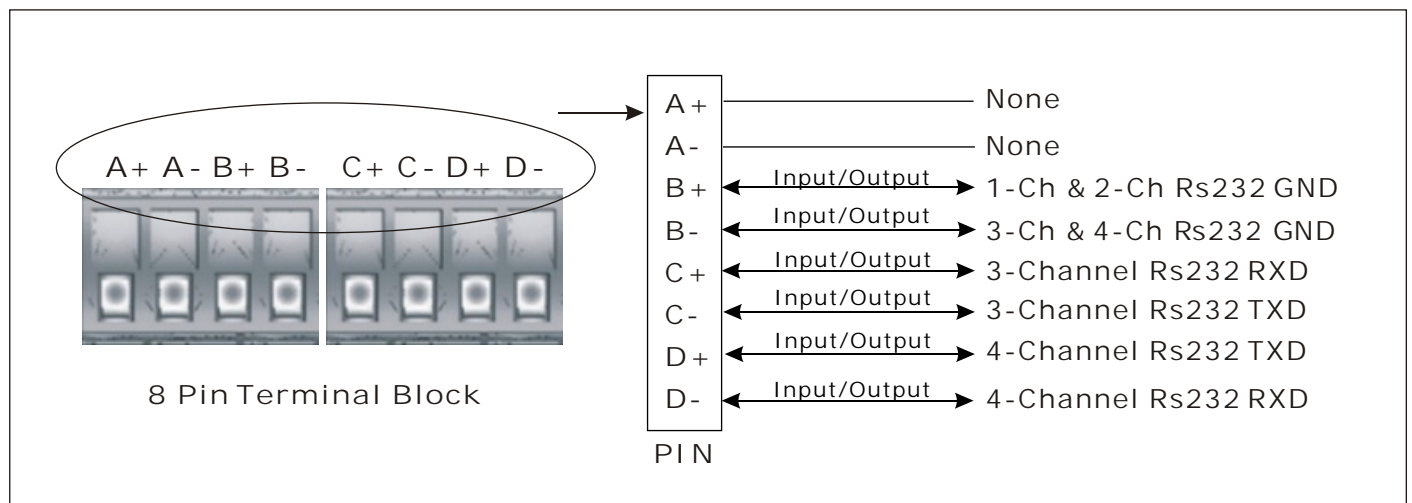 A+ A- B+ B- C+ C- D+ D-
8 Pin Terminal Block
A+ None
A- None
B+ Input/Output 1-Ch & 2-Ch Rs232 GND
B- Input/Output 3-Ch & 4-Ch Rs232 GND
C+ Input/Output 3-Channel Rs232 RXD
C- Input/Output 3-Channel Rs232 TXD
D+ Input/Output 4-Channel Rs232 TXD
D- Input/Output 4-Channel Rs232 RXD
PIN